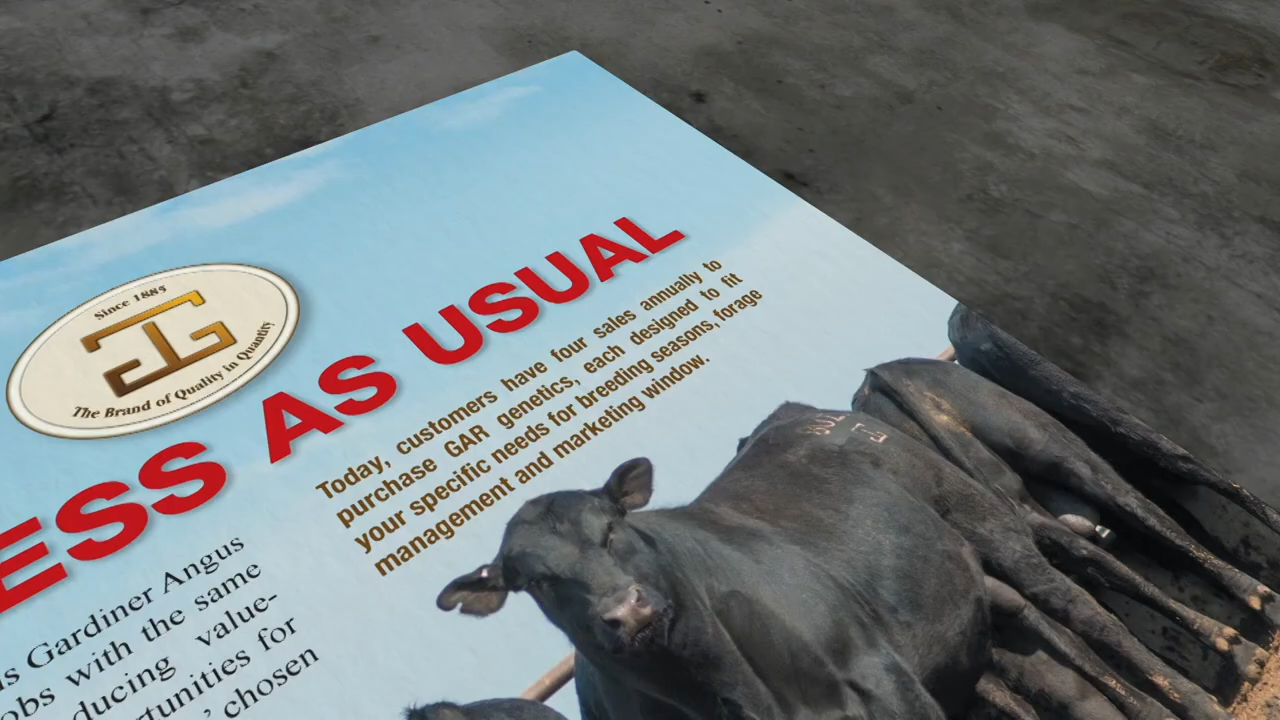 Since 1885
The Brand of Quality in Quantity
ESS AS USUAL
Today, customers have four sales annually to
purchase GAR genetics, each designed to fit
your specific needs for breeding seasons, forage
management and marketing window.
Gardiner Angus
with the same
value-
for
chosen